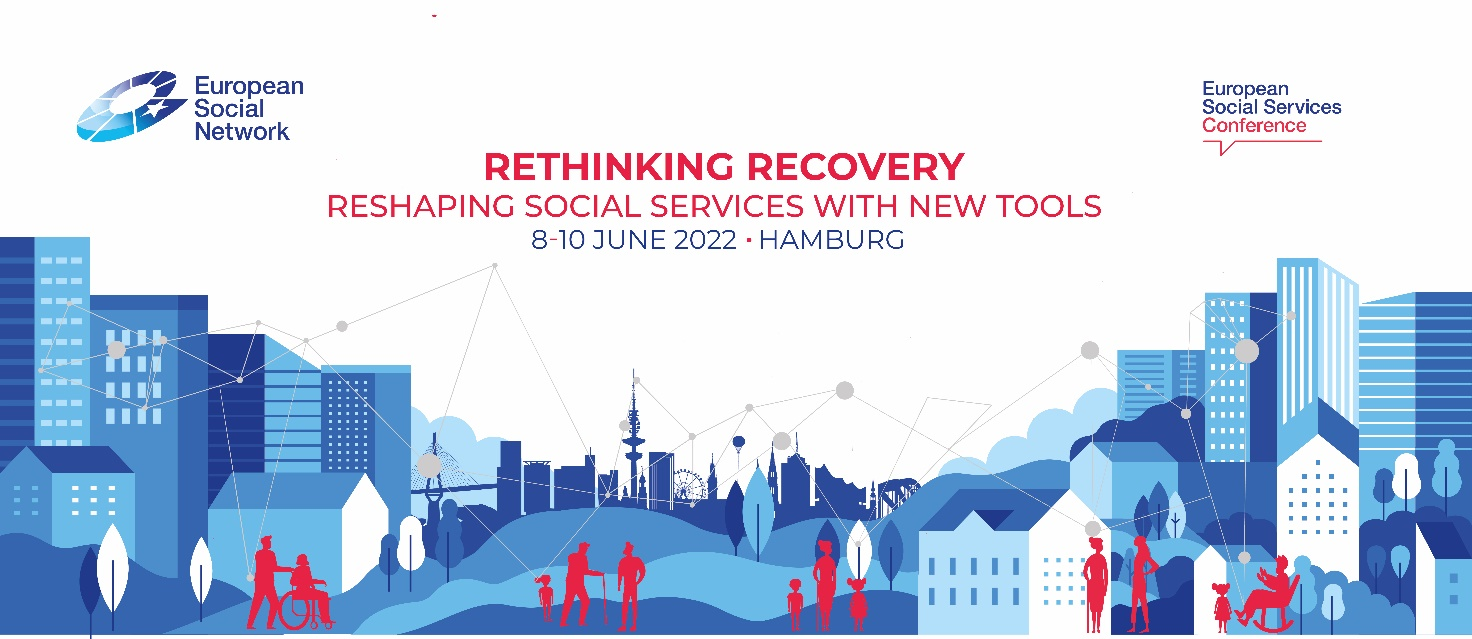 European
Social
Network
European
Social Services
Conference
RETHINKING RECOVERY
RESHAPING SOCIAL SERVICES WITH NEW TOOLS
8-10 JUNE 2022 · HAMBURG